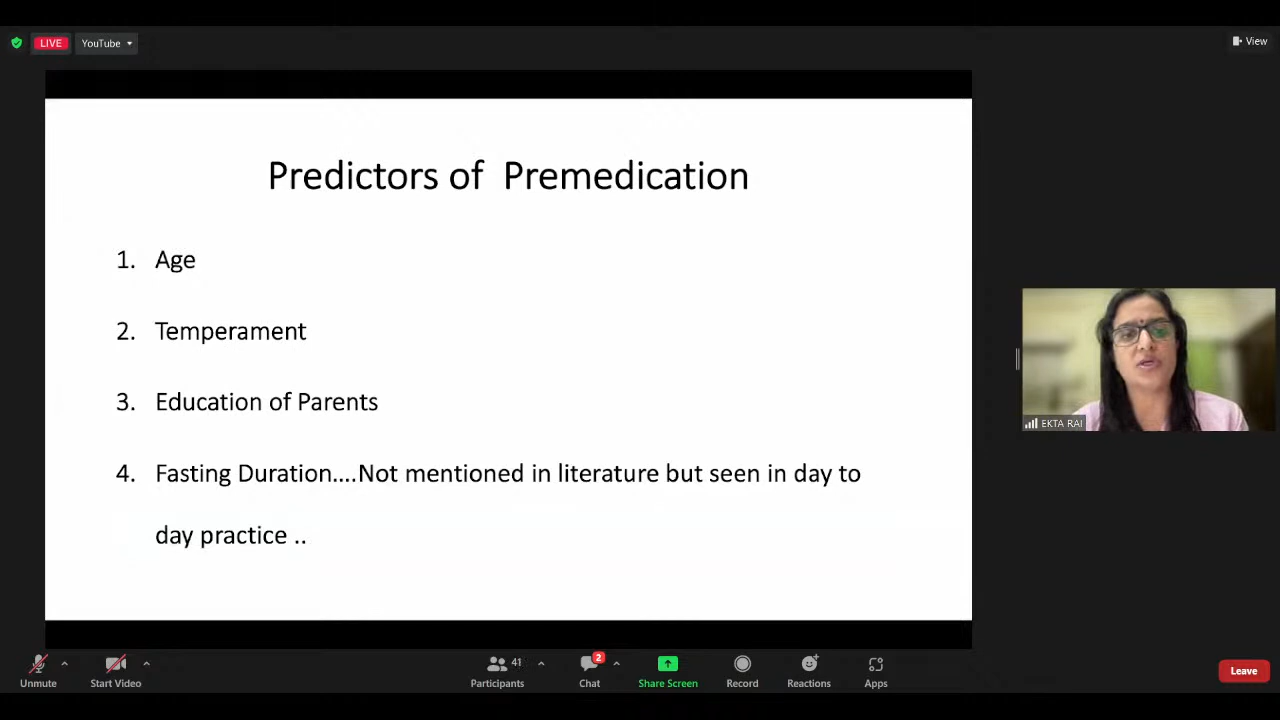 LIVE
YouTube
View
Predictors of  Premedication
1. Age
2. Temperament
3. Education of Parents
4. Fasting Duration....Not mentioned in literature but seen in day to
day practice ..
EKTA RAI
41
2
Unmute
Start Video
Participants
Chat
Share Screen
Record
Reactions
Apps
Leave